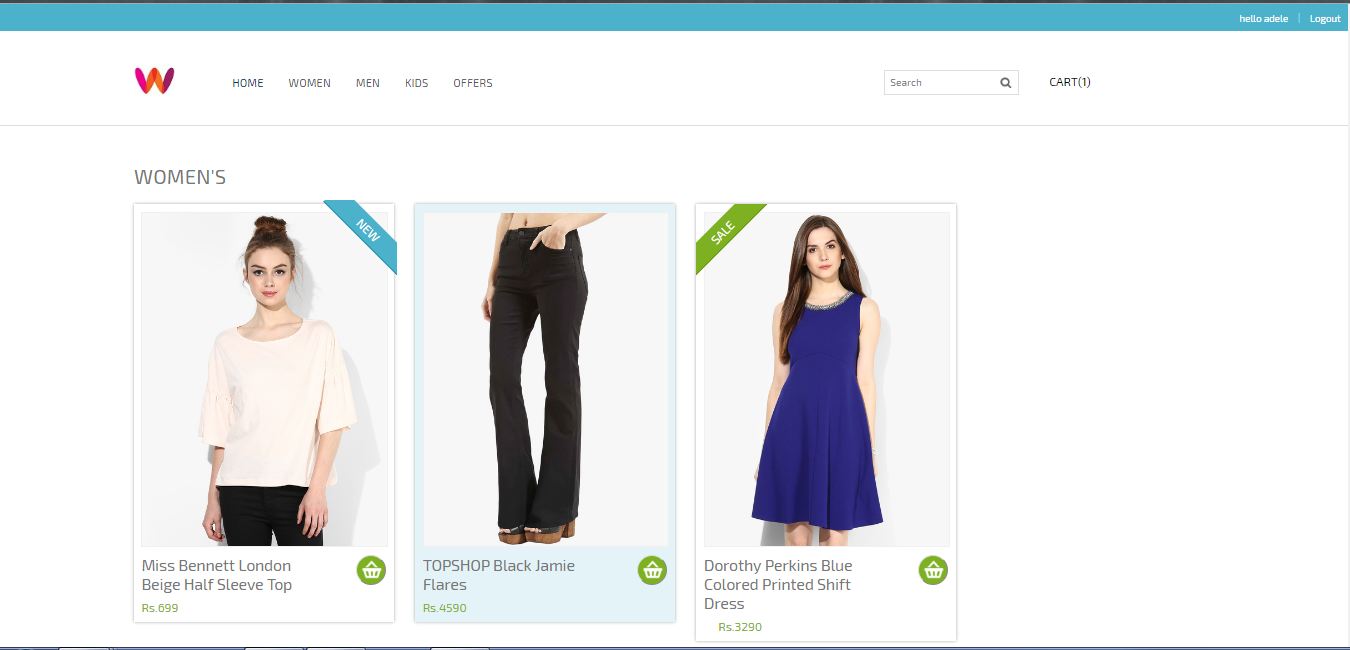 hello adele | Logout
HOME WOMEN MEN KIDS OFFERS Search CART(1)
WOMEN'S
NEW
SALE
Miss Bennett London
Beige Half Sleeve Top
Rs.699
TOPSHOP Black Jamie
Flares
Rs.4590
Dorothy Perkins Blue
Colored Printed Shift
Dress
Rs.3290